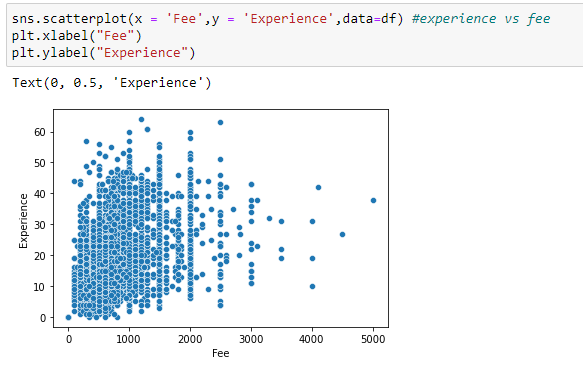 sns.scatterplot(x = 'Fee',y = 'Experience',data=df) #experience vs fee
plt.xlabel("Fee")
plt.ylabel("Experience")
Text(0, 0.5, 'Experience')
60
50
40
30
20
10
0
Experience
0 1000 2000 3000 4000 5000
Fee